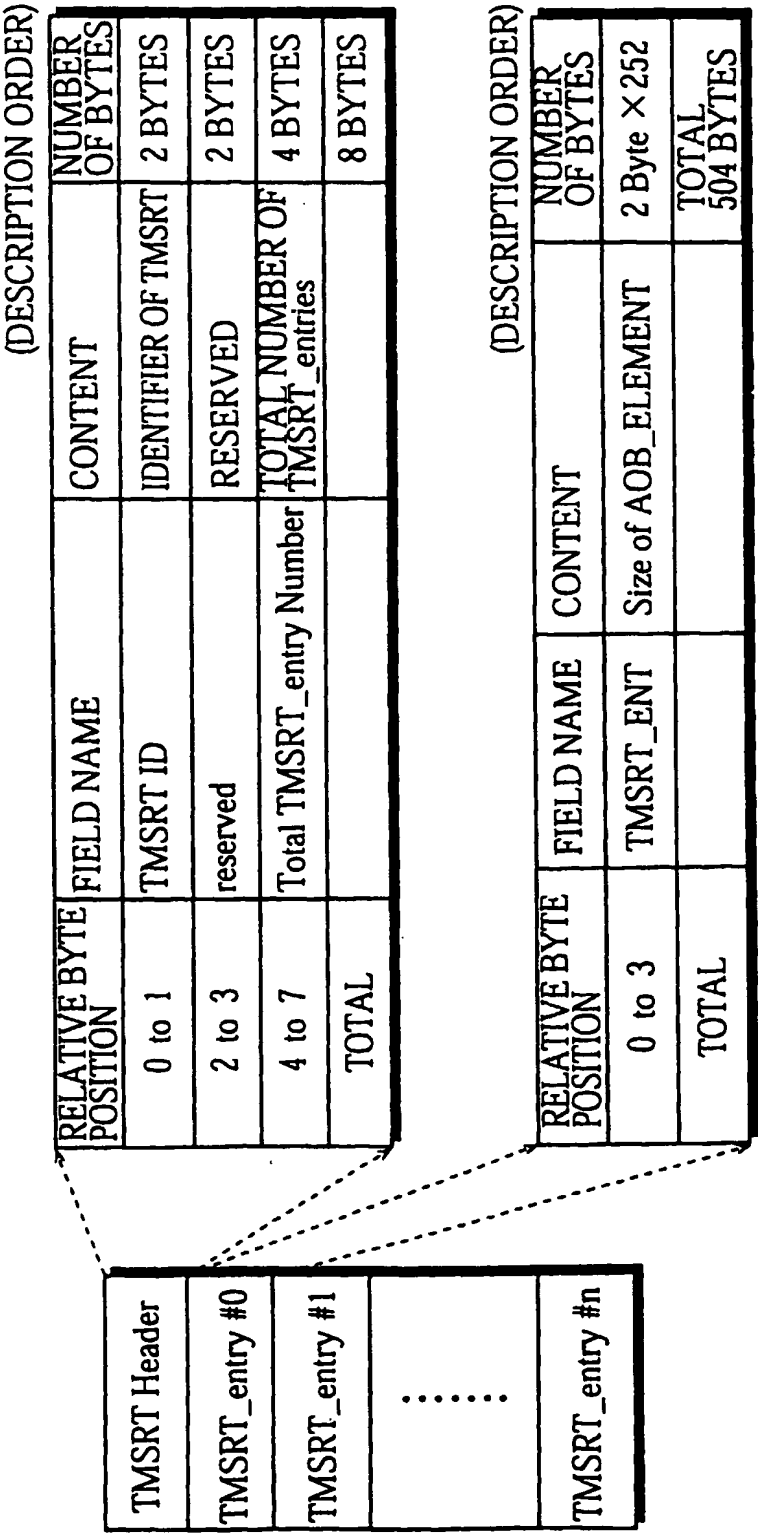 TMSRT Header
TMSRT_entry #0
TMSRT_entry #1
.......
TMSRT_entry #n
(DESCRIPTION ORDER)
RELATIVE BYTE POSITION FIELD NAME CONTENT NUMBER OF BYTES
0 to 1 TMSRT ID IDENTIFIER OF TMSRT 2 BYTES
2 to 3 reserved RESERVED 2 BYTES
4 to 7 Total TMSRT_entry Number TOTAL NUMBER OF TMSRT_entries 4 BYTES
TOTAL 8 BYTES
(DESCRIPTION ORDER)
RELATIVE BYTE POSITION FIELD NAME CONTENT NUMBER OF BYTES
0 to 3 TMSRT_ENT Size of AOB_ELEMENT 2 Byte × 252
TOTAL TOTAL 504 BYTES